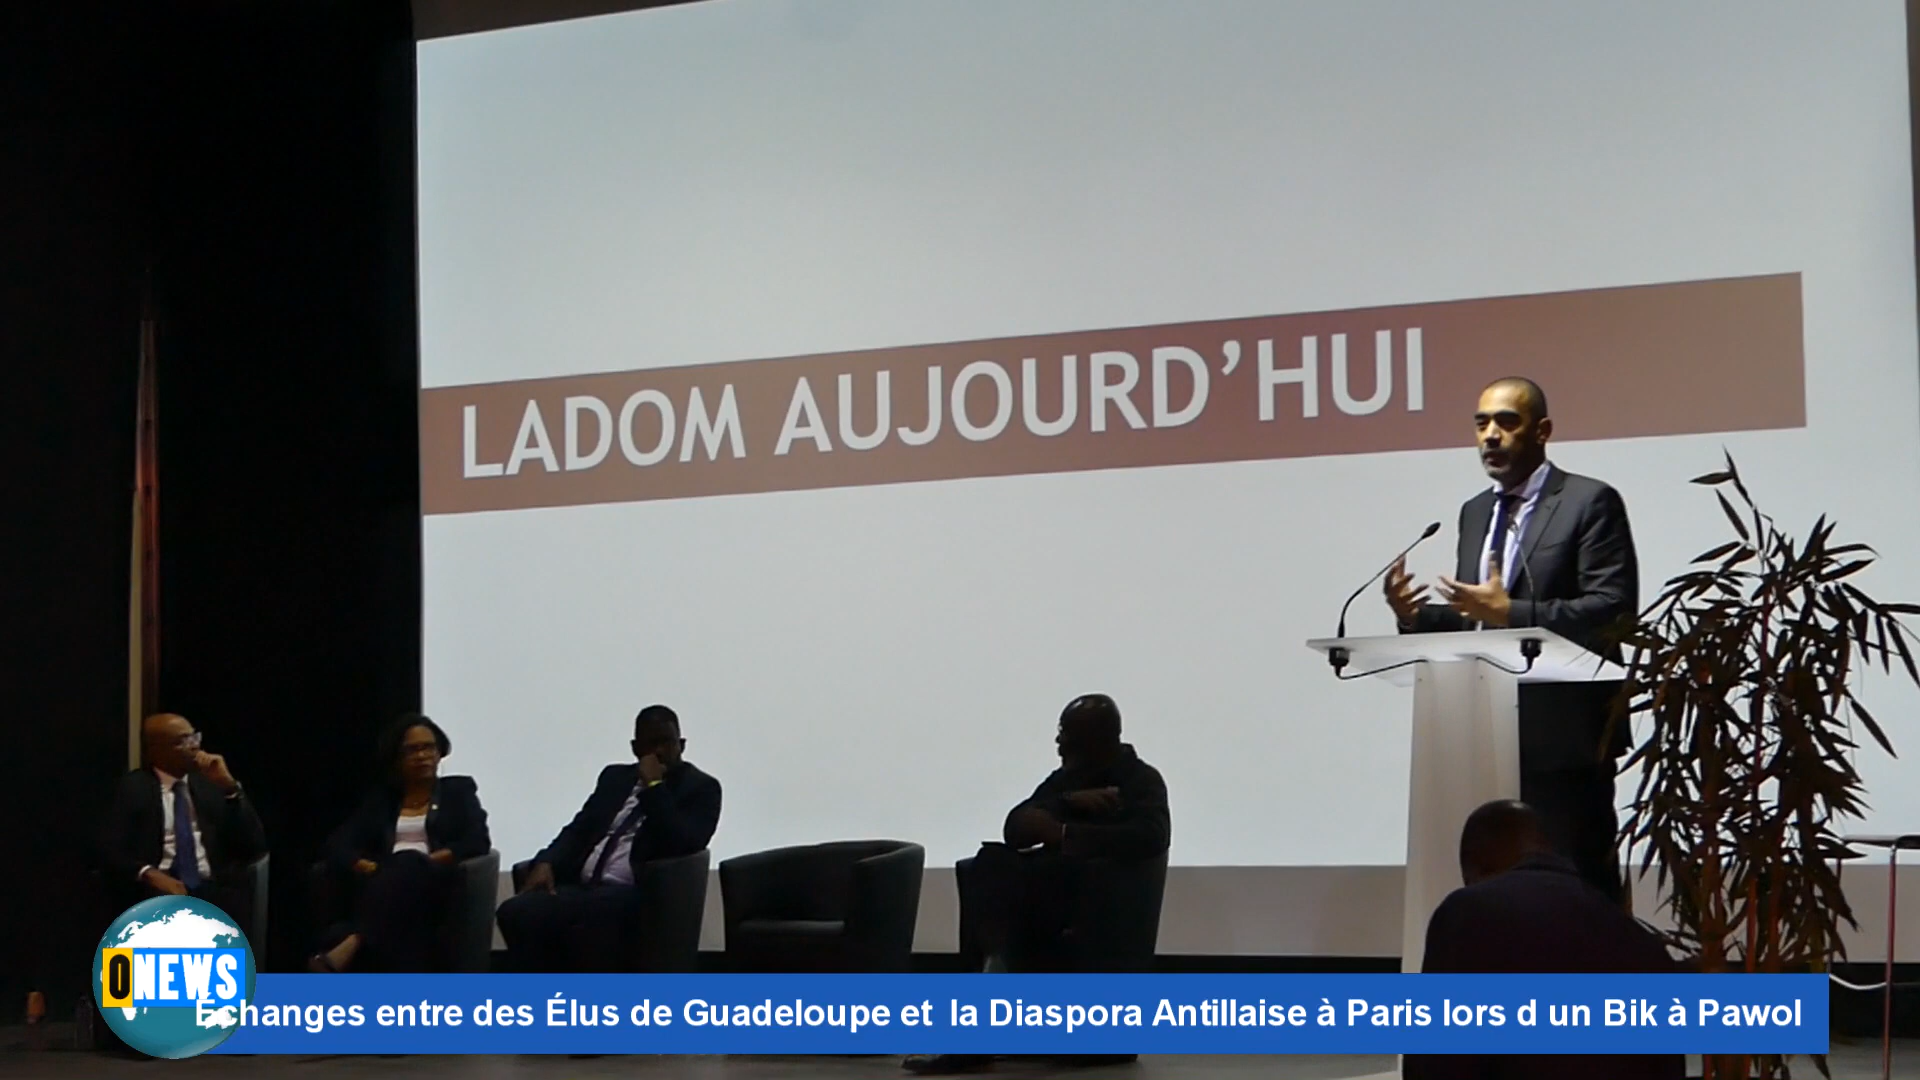 LADOM AUJOURD’HUI
ONEWS
Échanges entre des Élus de Guadeloupe et la Diaspora Antillaise à Paris lors d un Bik à Pawol